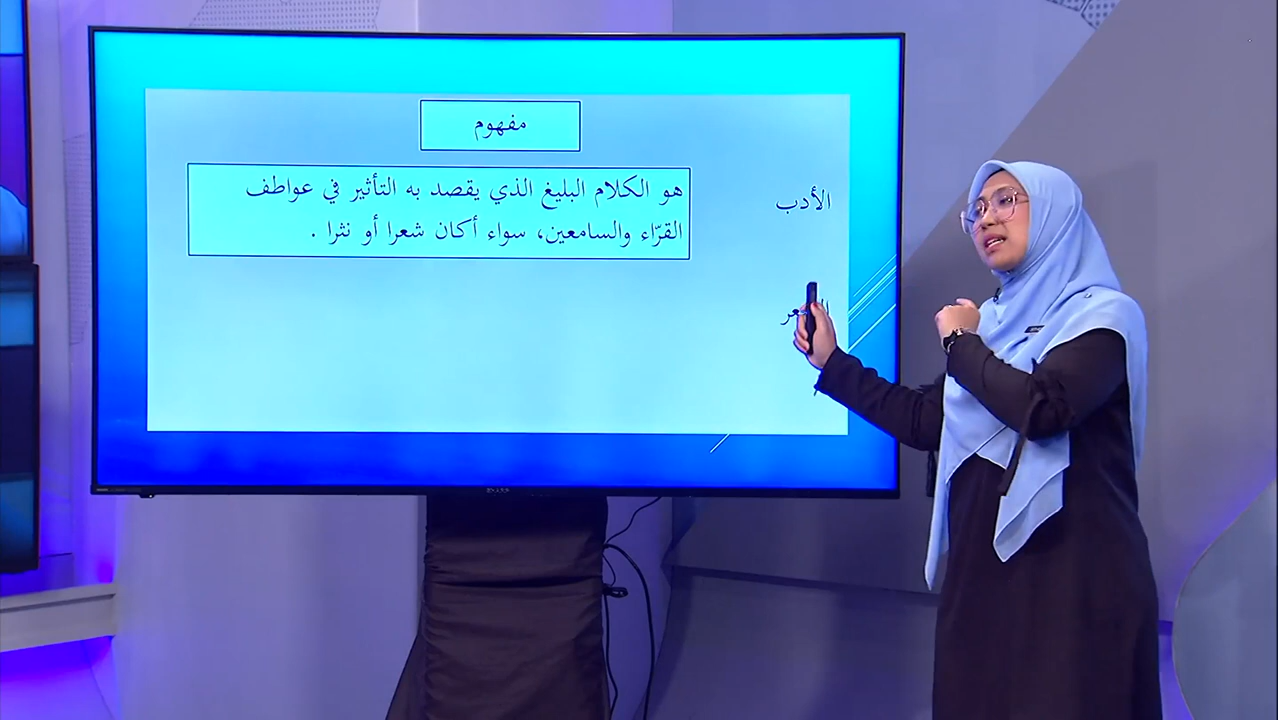 مفهوم
الأدب
هو الكلام البليغ الذي يقصد به التأثير في عواطف
القرّاء والسامعين، سواء أكان شعرا أو نثرا .